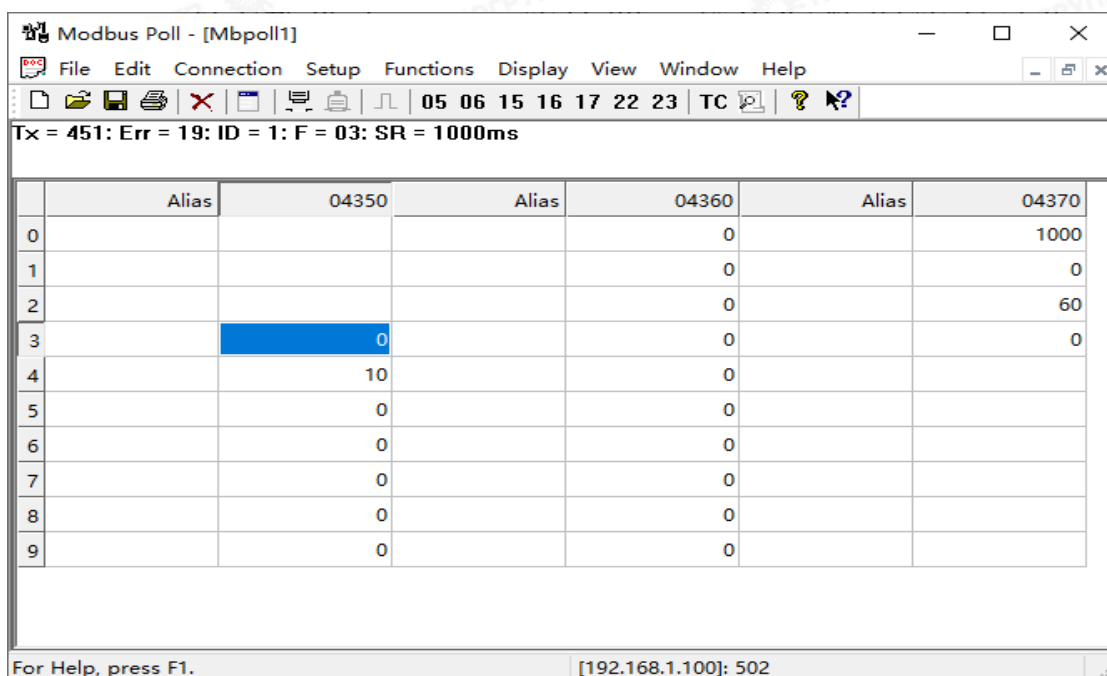 Modbus Poll - [Mbpoll1]
File Edit Connection Setup Functions Display View Window Help
05 06 15 16 17 22 23 TC
Tx = 451: Err = 19: ID = 1: F = 03: SR = 1000ms
Alias 04350 Alias 04360 Alias 04370
0 0 1000
1 0 0
2 0 60
3 0 0 0
4 10 0
5 0 0
6 0 0
7 0 0
8 0 0
9 0 0
For Help, press F1. [192.168.1.100]: 502